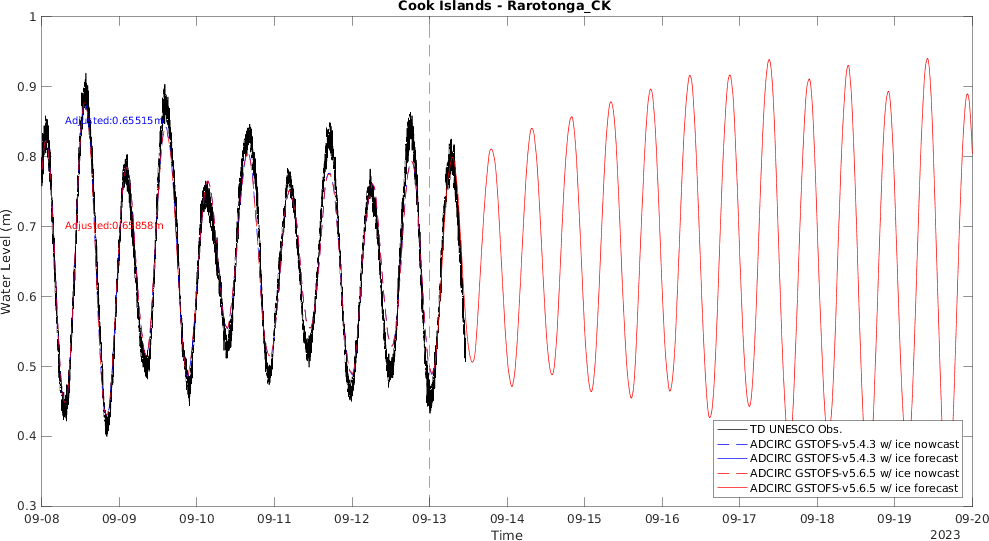 Cook Islands - Rarotonga_CK
1
0.9
0.8
0.7
0.6
0.5
0.4
0.3
Water Level (m)
Adjusted:0.65515m
Adjusted:0.65858m
TD UNESCO Obs.
ADCIRC GSTOFS-v5.4.3 w/ ice nowcast
ADCIRC GSTOFS-v5.4.3 w/ ice forecast
ADCIRC GSTOFS-v5.6.5 w/ ice nowcast
ADCIRC GSTOFS-v5.6.5 w/ ice forecast
09-08 09-09 09-10 09-11 09-12 09-13 09-14 09-15 09-16 09-17 09-18 09-19 09-20
Time
2023